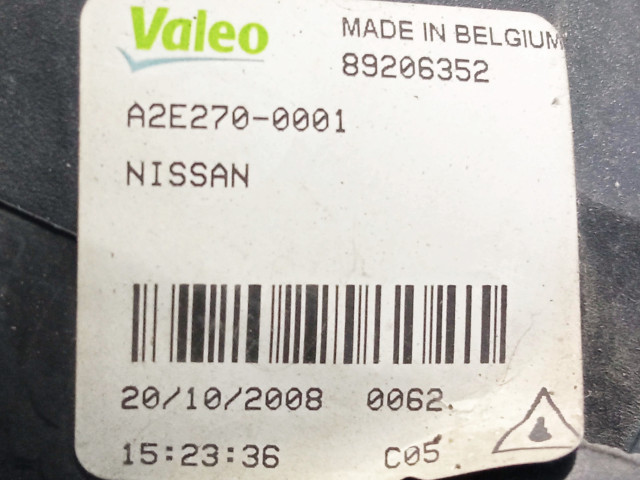 Valeo MADE IN BELGIUM
89206352
A2E270-0001
NISSAN
20/10/2008 0062
15:23:36 C05